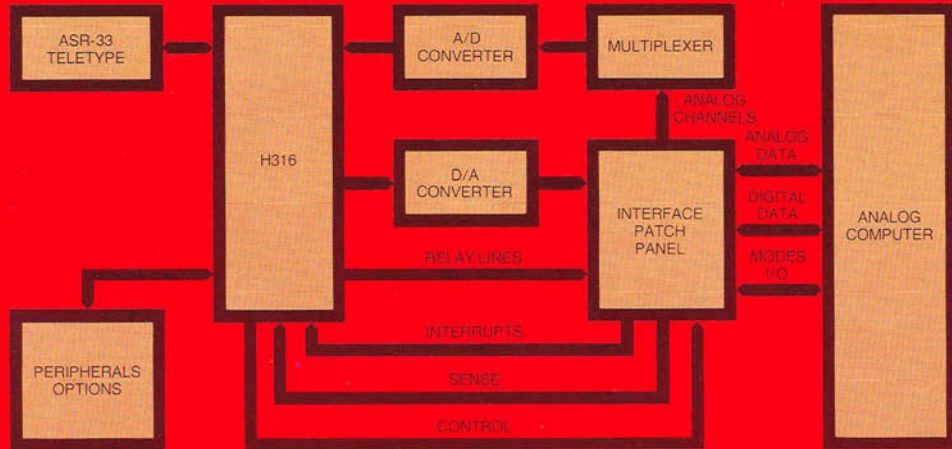 ASR-33
TELETYPE
H316
A/D
CONVERTER
MULTIPLEXER
ANALOG
CHANNELS
ANALOG
DATA
D/A
CONVERTER
INTERFACE
PATCH
PANEL
DIGITAL
DATA
ANALOG
COMPUTER
RELAY LINES
MODES
I/O
PERIPHERALS
OPTIONS
INTERRUPTS
SENSE
CONTROL